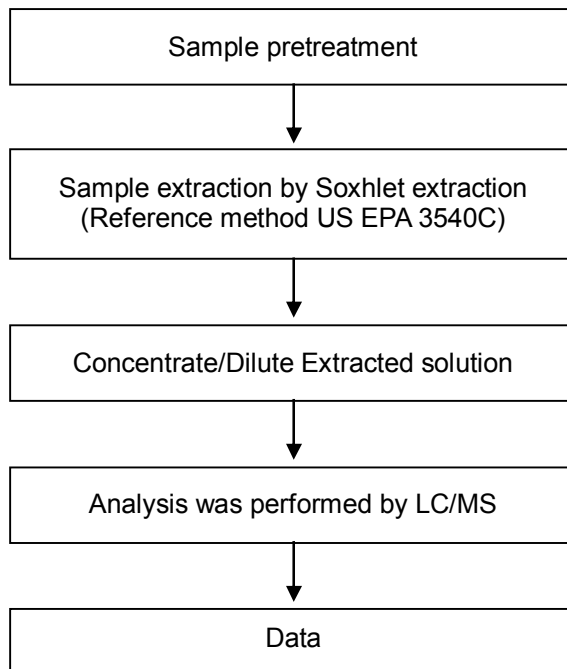 Sample pretreatment
Sample extraction by Soxhlet extraction
(Reference method US EPA 3540C)
Concentrate/Dilute Extracted solution
Analysis was performed by LC/MS
Data